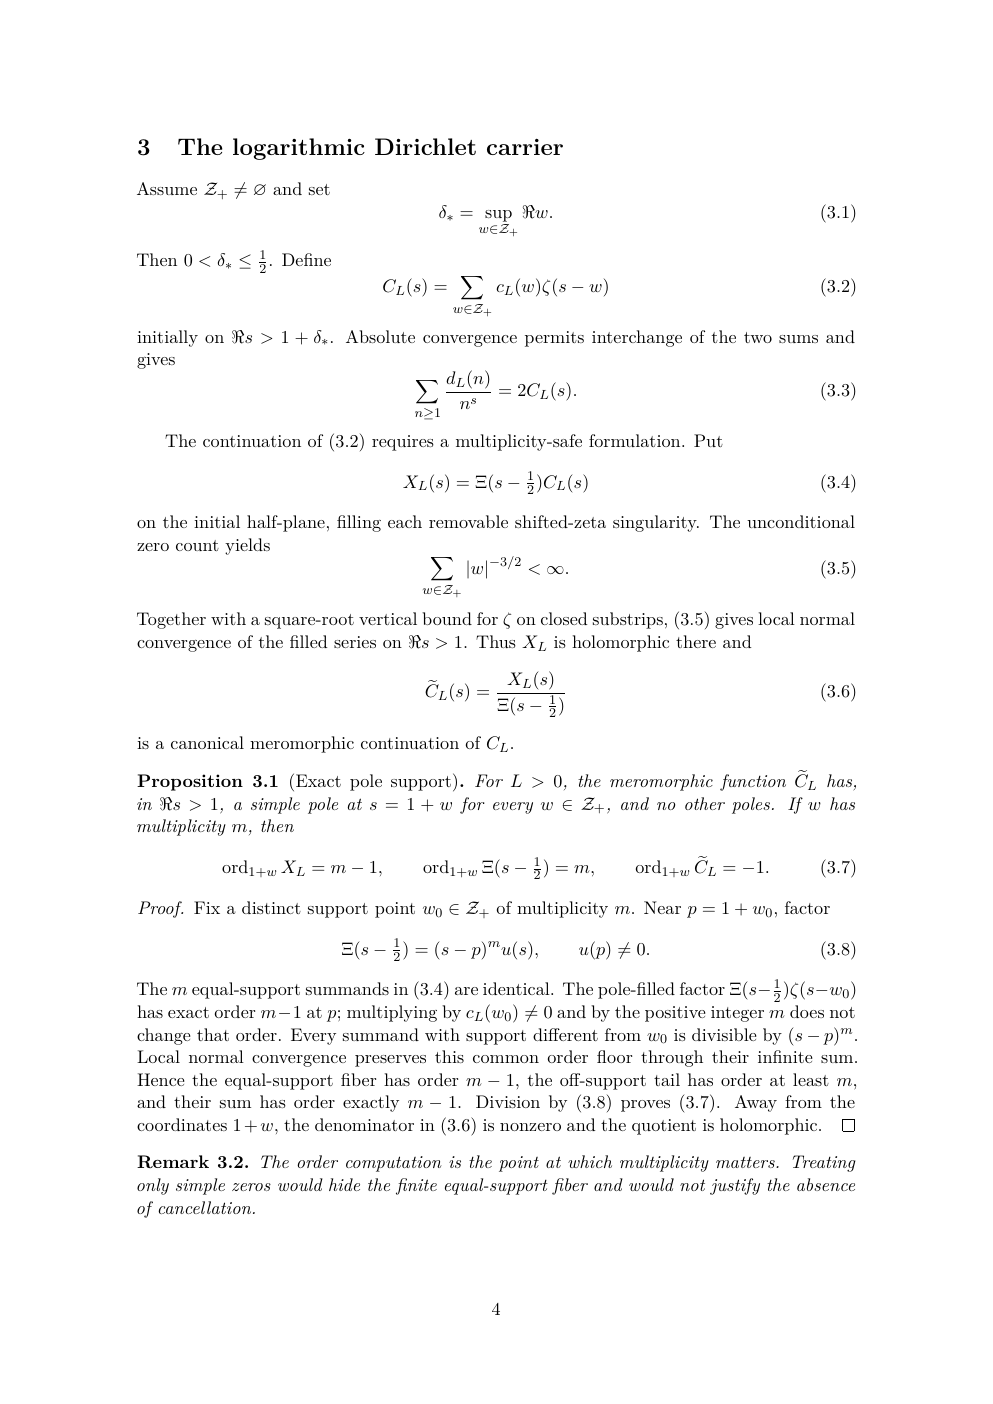 3 The logarithmic Dirichlet carrier
Assume 𝒵₊ ≠ ∅ and set
δ∗ = sup_{w∈𝒵₊} ℜw. (3.1)
Then 0 < δ∗ ≤ 1/2. Define
C_L(s) = ∑_{w∈𝒵₊} c_L(w)ζ(s − w) (3.2)
initially on ℜs > 1 + δ∗. Absolute convergence permits interchange of the two sums and
gives
∑_{n≥1} d_L(n)/n^s = 2C_L(s). (3.3)
The continuation of (3.2) requires a multiplicity-safe formulation. Put
X_L(s) = Ξ(s − 1/2)C_L(s) (3.4)
on the initial half-plane, filling each removable shifted-zeta singularity. The unconditional
zero count yields
∑_{w∈𝒵₊} |w|^{−3/2} < ∞. (3.5)
Together with a square-root vertical bound for ζ on closed substrips, (3.5) gives local normal
convergence of the filled series on ℜs > 1. Thus X_L is holomorphic there and
C̃_L(s) = X_L(s)/Ξ(s − 1/2) (3.6)
is a canonical meromorphic continuation of C_L.
Proposition 3.1 (Exact pole support). For L > 0, the meromorphic function C̃_L has,
in ℜs > 1, a simple pole at s = 1 + w for every w ∈ 𝒵₊, and no other poles. If w has
multiplicity m, then
ord_{1+w} X_L = m − 1, ord_{1+w} Ξ(s − 1/2) = m, ord_{1+w} C̃_L = −1. (3.7)
Proof. Fix a distinct support point w₀ ∈ 𝒵₊ of multiplicity m. Near p = 1 + w₀, factor
Ξ(s − 1/2) = (s − p)^m u(s), u(p) ≠ 0. (3.8)
The m equal-support summands in (3.4) are identical. The pole-filled factor Ξ(s−1/2)ζ(s−w₀)
has exact order m−1 at p; multiplying by c_L(w₀) ≠ 0 and by the positive integer m does not
change that order. Every summand with support different from w₀ is divisible by (s − p)^m.
Local normal convergence preserves this common order floor through their infinite sum.
Hence the equal-support fiber has order m − 1, the off-support tail has order at least m,
and their sum has order exactly m − 1. Division by (3.8) proves (3.7). Away from the
coordinates 1+w, the denominator in (3.6) is nonzero and the quotient is holomorphic. □
Remark 3.2. The order computation is the point at which multiplicity matters. Treating
only simple zeros would hide the finite equal-support fiber and would not justify the absence
of cancellation.
4